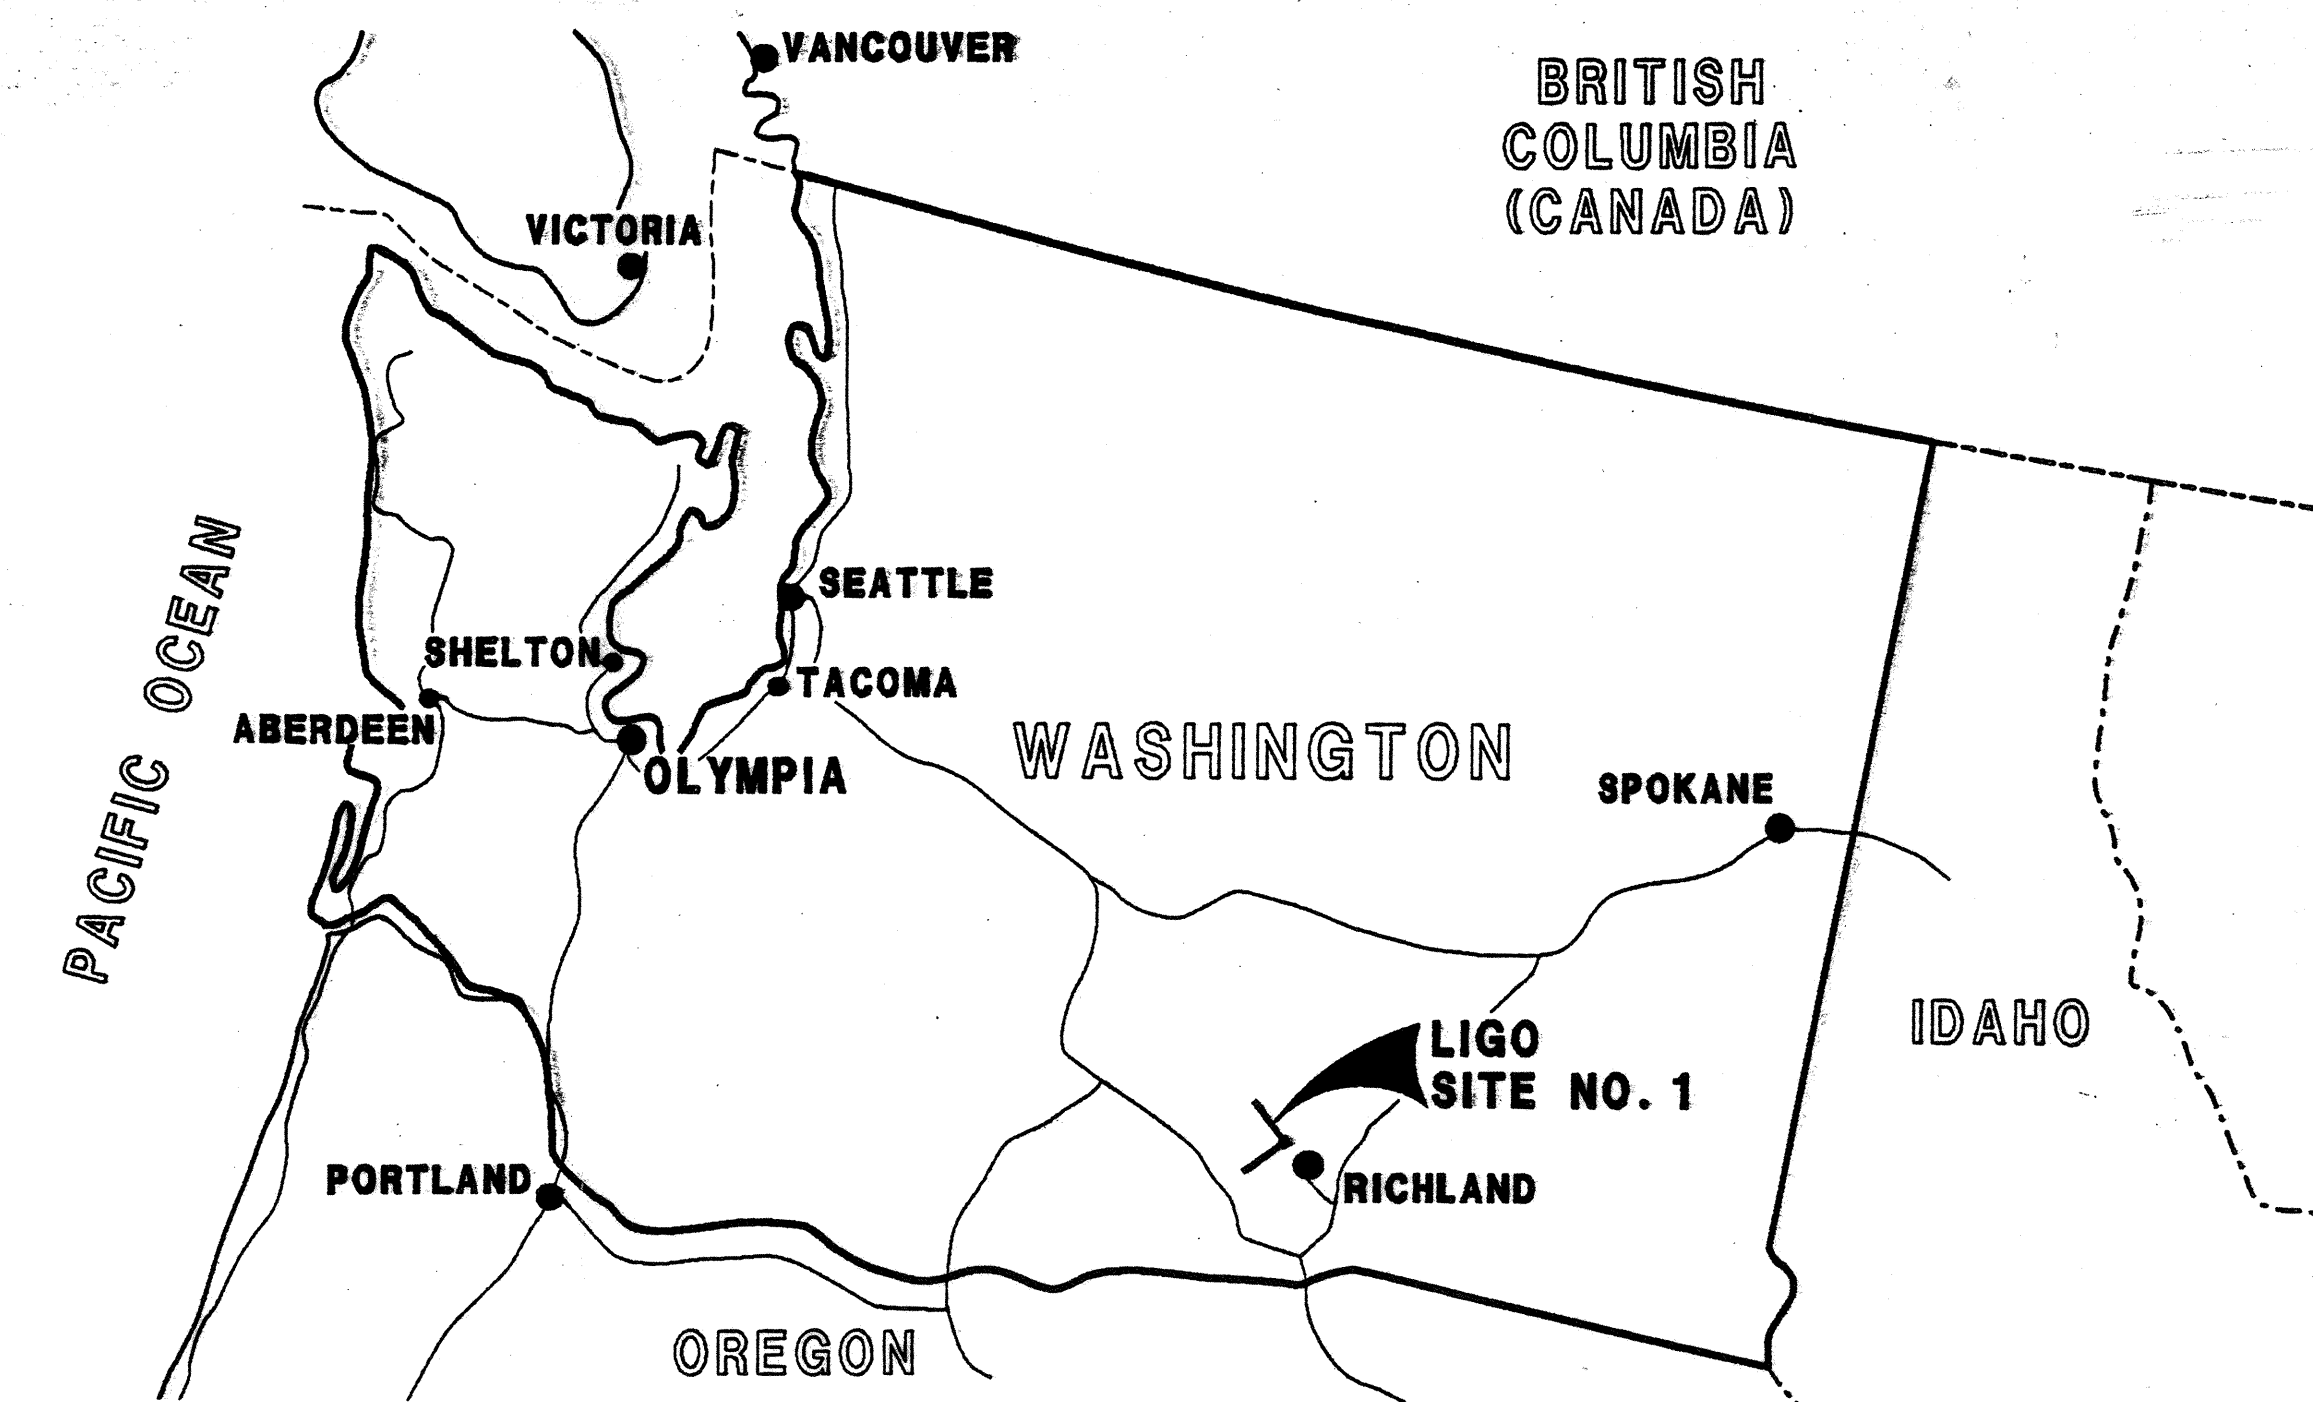 VANCOUVER
BRITISH
COLUMBIA
(CANADA)
VICTORIA
PACIFIC OCEAN
SEATTLE
SHELTON
TACOMA
ABERDEEN
OLYMPIA
WASHINGTON
SPOKANE
IDAHO
LIGO
SITE NO. 1
PORTLAND
RICHLAND
OREGON